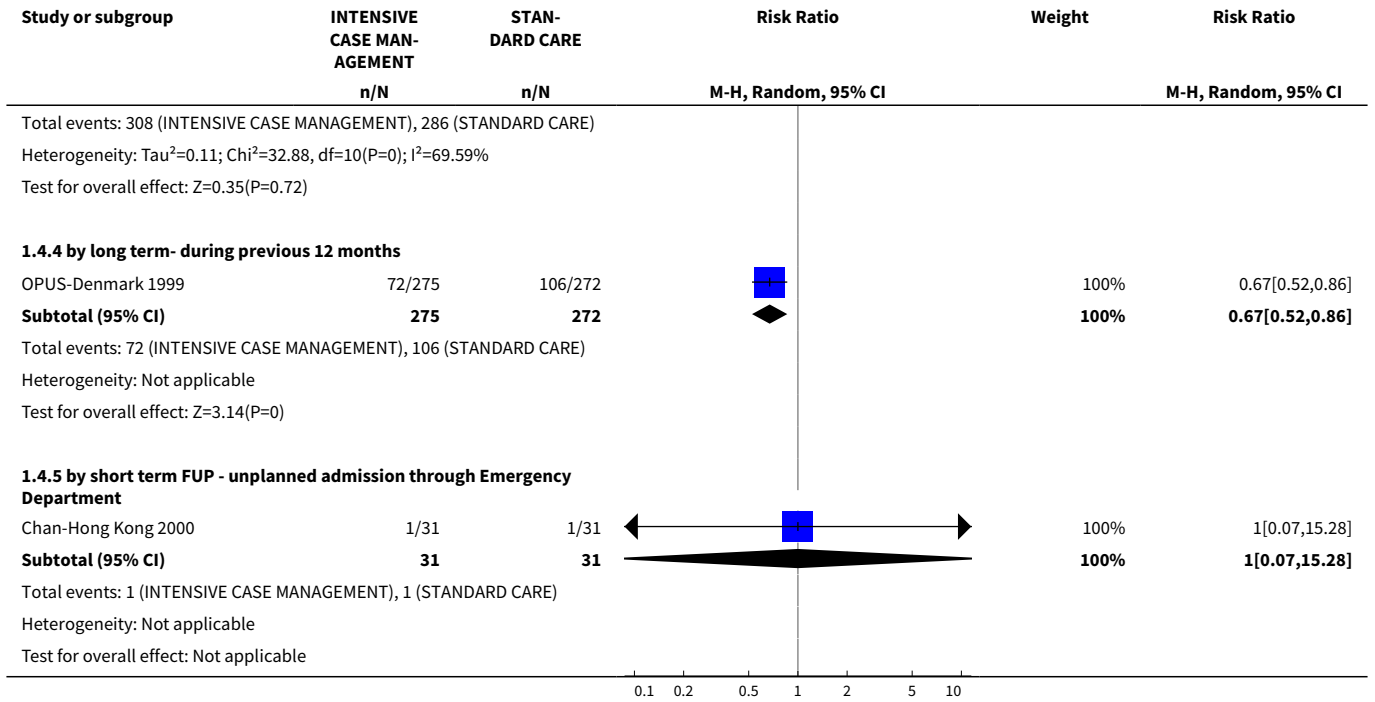 Study or subgroup INTENSIVE CASE MAN- AGEMENT STAN- DARD CARE Risk Ratio Weight Risk Ratio
n/N n/N M-H, Random, 95% CI M-H, Random, 95% CI
Total events: 308 (INTENSIVE CASE MANAGEMENT), 286 (STANDARD CARE)
Heterogeneity: Tau²=0.11; Chi²=32.88, df=10(P=0); I²=69.59%
Test for overall effect: Z=0.35(P=0.72)
1.4.4 by long term- during previous 12 months
OPUS-Denmark 1999 72/275 106/272 100% 0.67[0.52,0.86]
Subtotal (95% CI) 275 272 100% 0.67[0.52,0.86]
Total events: 72 (INTENSIVE CASE MANAGEMENT), 106 (STANDARD CARE)
Heterogeneity: Not applicable
Test for overall effect: Z=3.14(P=0)
1.4.5 by short term FUP - unplanned admission through Emergency
Department
Chan-Hong Kong 2000 1/31 1/31 100% 1[0.07,15.28]
Subtotal (95% CI) 31 31 100% 1[0.07,15.28]
Total events: 1 (INTENSIVE CASE MANAGEMENT), 1 (STANDARD CARE)
Heterogeneity: Not applicable
Test for overall effect: Not applicable
0.1 0.2 0.5 1 2 5 10